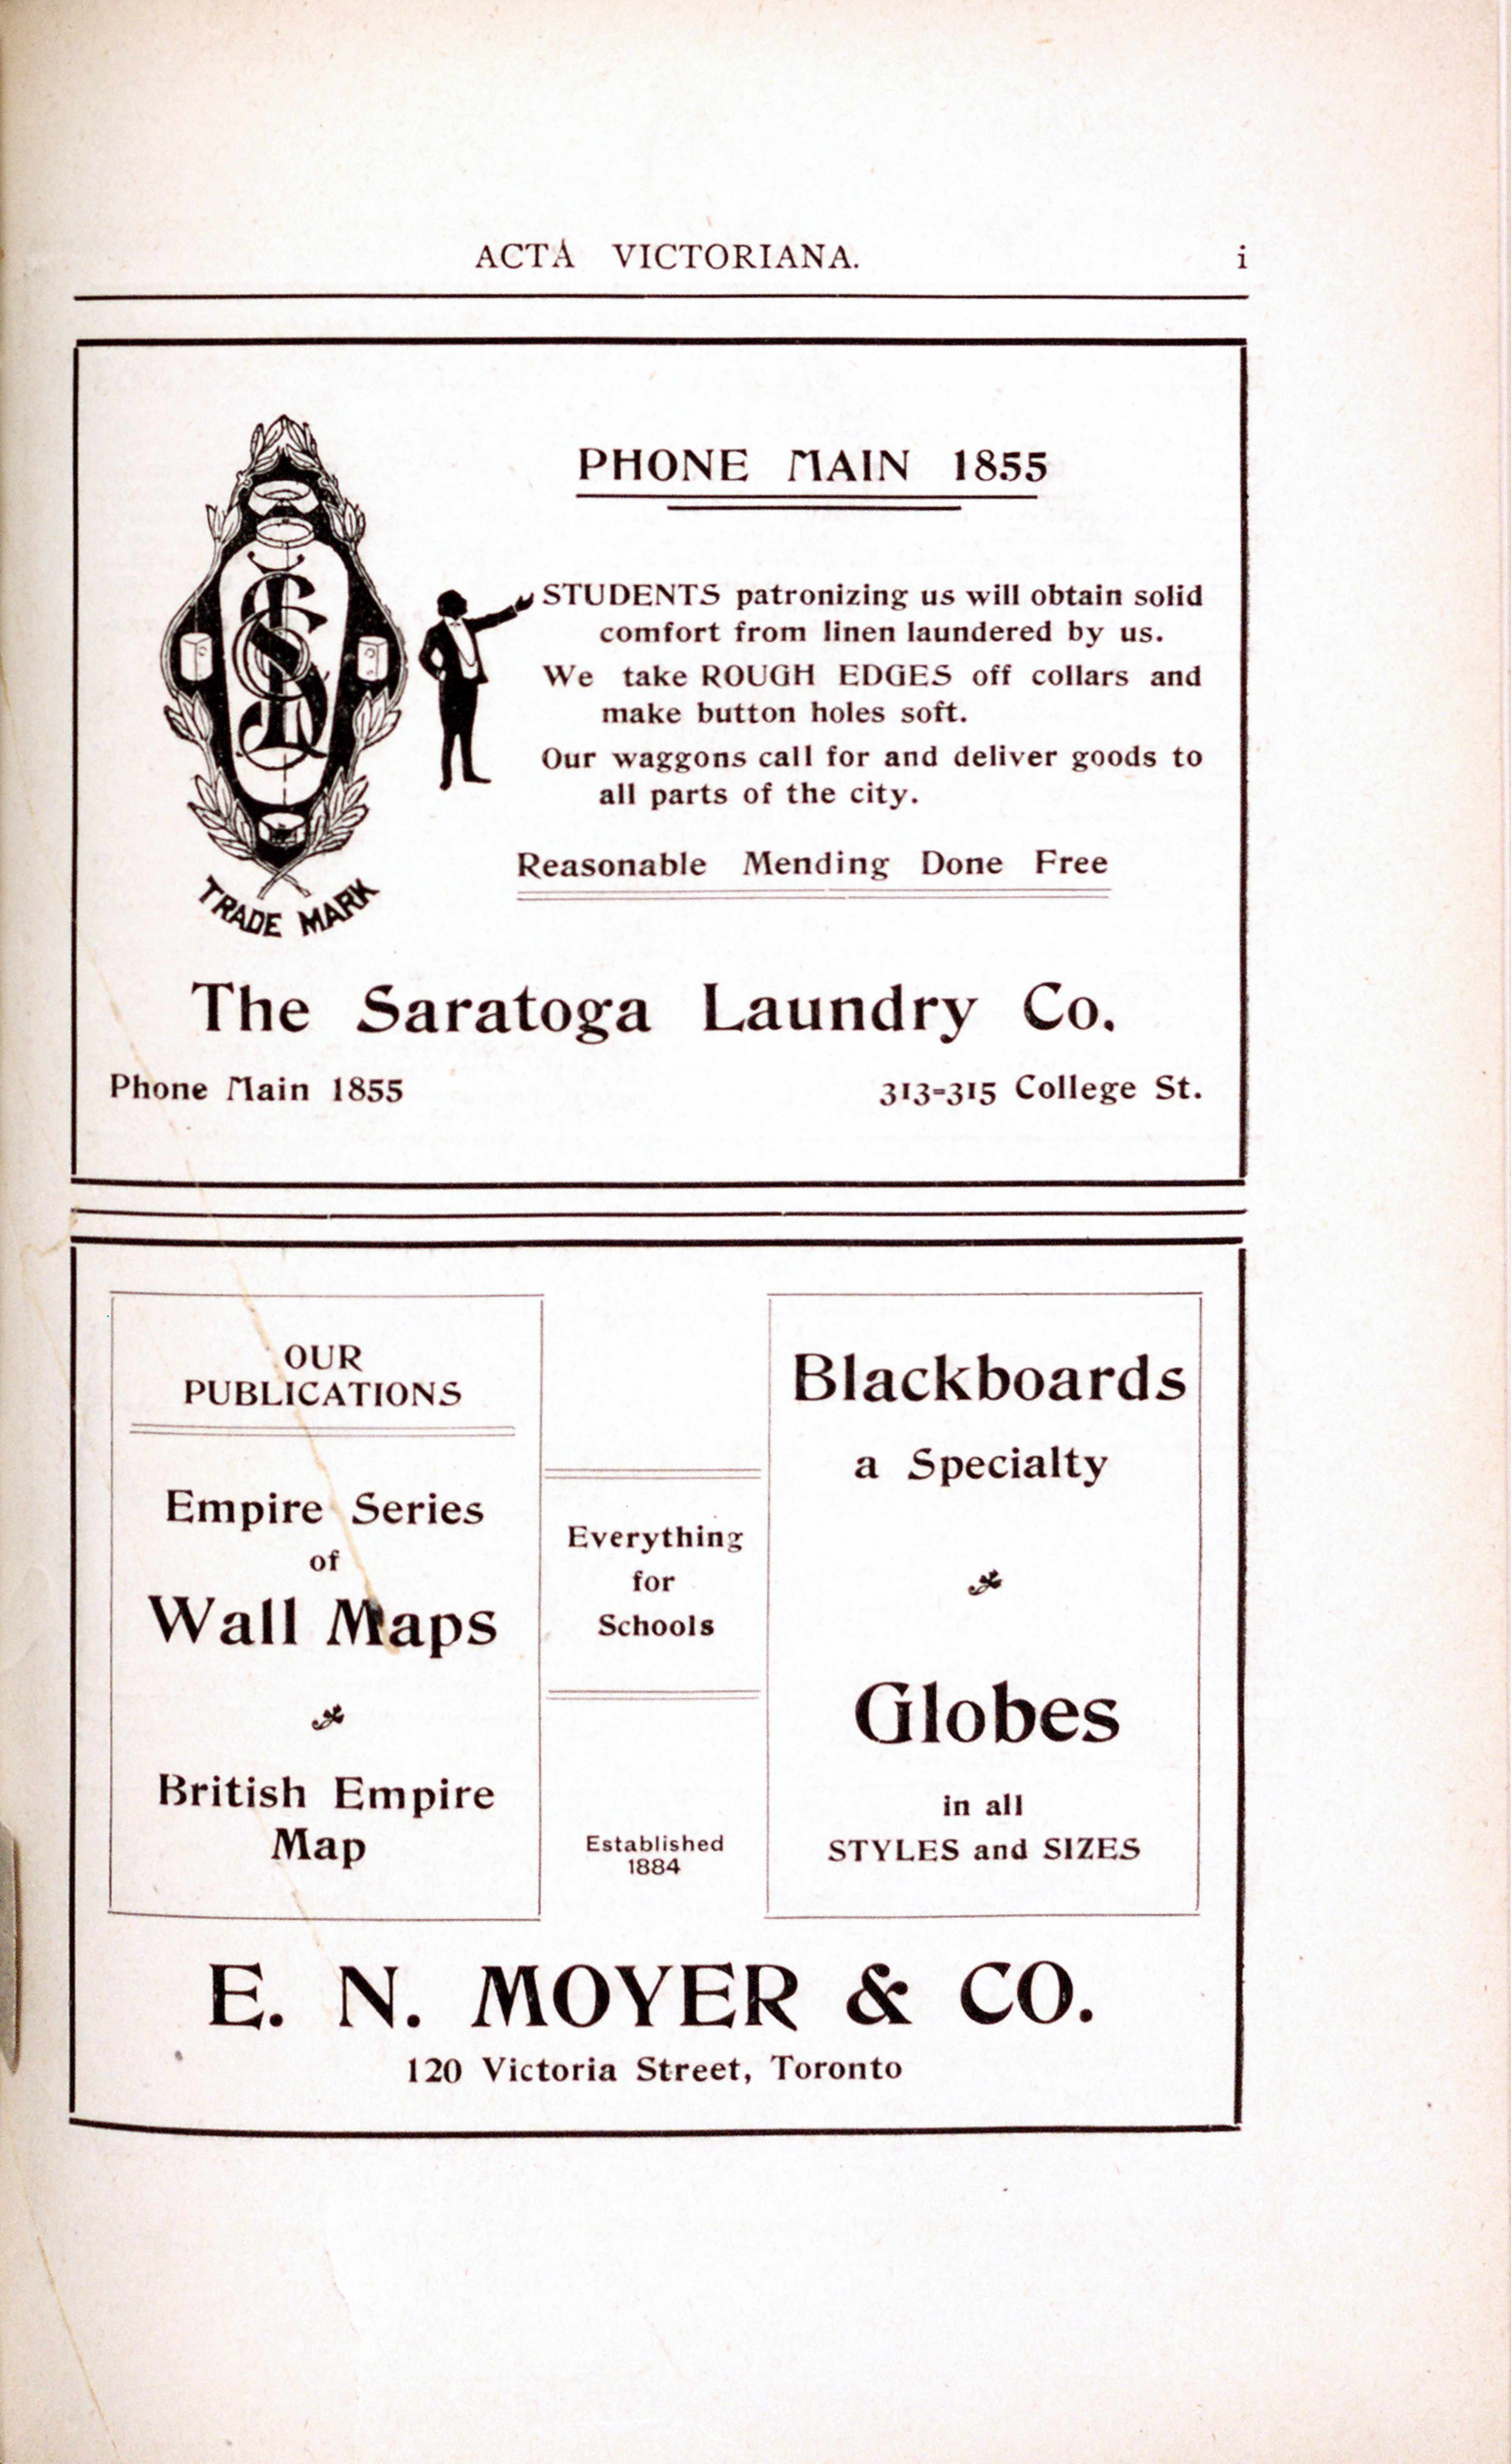 ACTA VICTORIANA.
i
PHONE MAIN 1855
STUDENTS patronizing us will obtain solid
comfort from linen laundered by us.
We take ROUGH EDGES off collars and
make button holes soft.
Our waggons call for and deliver goods to
all parts of the city.
Reasonable Mending Done Free
TRADE MARK
The Saratoga Laundry Co.
Phone Main 1855
313-315 College St.
OUR
PUBLICATIONS
Empire Series
of
Wall Maps
British Empire
Map
Everything
for
Schools
Established
1884
Blackboards
a Specialty
Globes
in all
STYLES and SIZES
E. N. MOYER & CO.
120 Victoria Street, Toronto